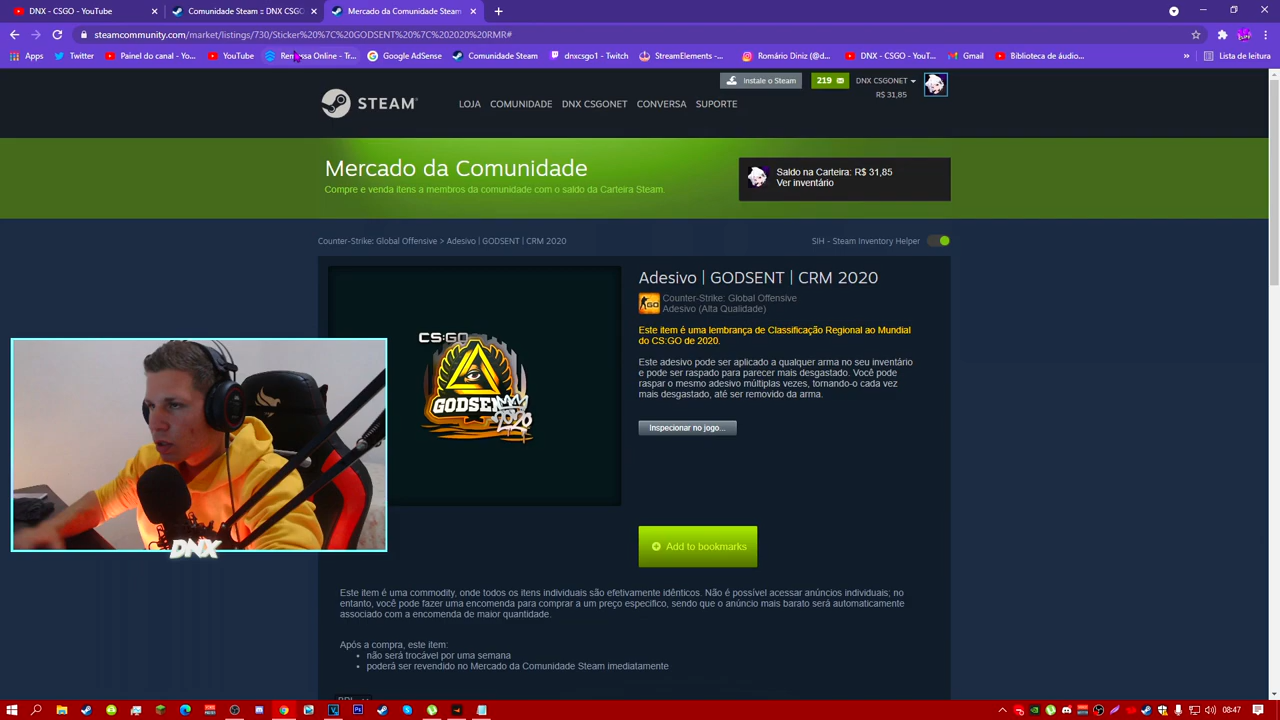 DNX - CSGO - YouTube
Comunidade Steam :: DNX CSGO
Mercado da Comunidade Steam ::
steamcommunity.com/market/listings/730/Sticker%20%7C%20GODSENT%20%7C%202020%20RMR#
Apps
Twitter
Painel do canal - You...
YouTube
Remessa Online - Tr...
Google AdSense
Comunidade Steam :...
dnxcsgo1 - Twitch
StreamElements -...
Romário Diniz (@d...
DNX - CSGO - YouT...
Gmail
Biblioteca de áudio...
Lista de leitura
Instale o Steam
219
DNX CSGONET
R$ 31,85
STEAM
LOJA
COMUNIDADE
DNX CSGONET
CONVERSA
SUPORTE
Mercado da Comunidade
Compre e venda itens a membros da comunidade com o saldo da Carteira Steam.
Saldo na Carteira: R$ 31,85
Ver inventário
Counter-Strike: Global Offensive > Adesivo | GODSENT | CRM 2020
SIH - Steam Inventory Helper
Adesivo | GODSENT | CRM 2020
Counter-Strike: Global Offensive
Adesivo (Alta Qualidade)
Este item é uma lembrança de Classificação Regional ao Mundial
do CS:GO de 2020.
Este adesivo pode ser aplicado a qualquer arma no seu inventário
e pode ser raspado para parecer mais desgastado. Você pode
raspar o mesmo adesivo múltiplas vezes, tornando-o cada vez
mais desgastado, até ser removido da arma.
Inspecionar no jogo...
CS:GO
GODSENT
2020
DNX
Add to bookmarks
Este item é uma commodity, onde todos os itens individuais são efetivamente idênticos. Não é possível acessar anúncios individuais; no
entanto, você pode fazer uma encomenda para comprar a um preço específico, sendo que o anúncio mais barato será automaticamente
associado com a encomenda de maior quantidade.
Após a compra, este item:
não será trocável por uma semana
poderá ser revendido no Mercado da Comunidade Steam imediatamente
08:47